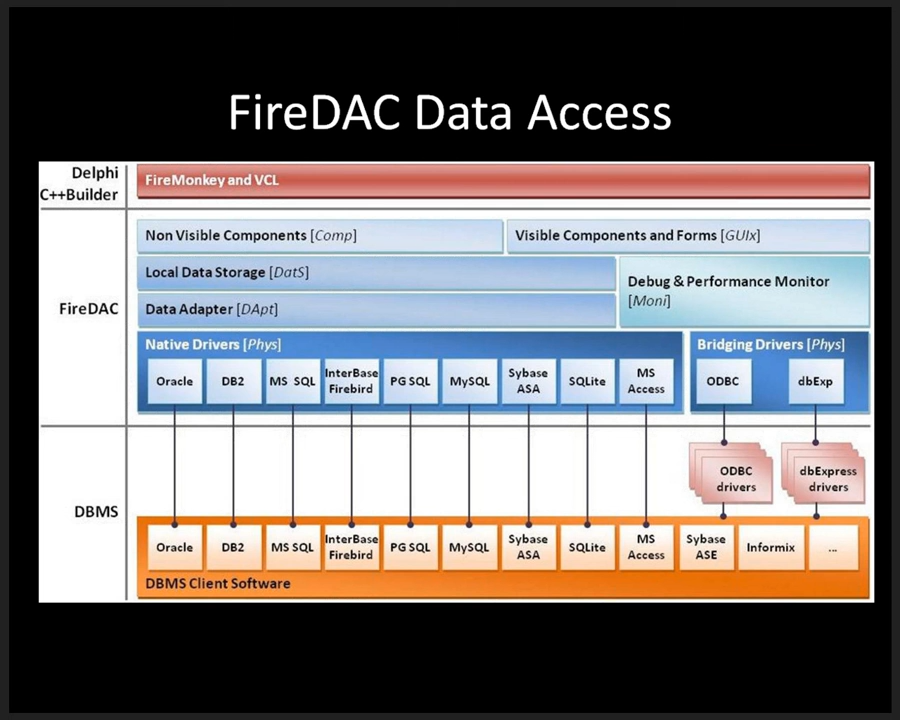 FireDAC Data Access
Delphi
C++Builder
FireMonkey and VCL
FireDAC
Non Visible Components [Comp]
Visible Components and Forms [GUIx]
Local Data Storage [DatS]
Debug & Performance Monitor
[Moni]
Data Adapter [DApt]
Native Drivers [Phys]
Oracle
DB2
MS SQL
InterBase
Firebird
PG SQL
MySQL
Sybase
ASA
SQLite
MS
Access
Bridging Drivers [Phys]
ODBC
dbExp
DBMS
ODBC
drivers
dbExpress
drivers
Oracle
DB2
MS SQL
InterBase
Firebird
PG SQL
MySQL
Sybase
ASA
SQLite
MS
Access
Sybase
ASE
Informix
...
DBMS Client Software